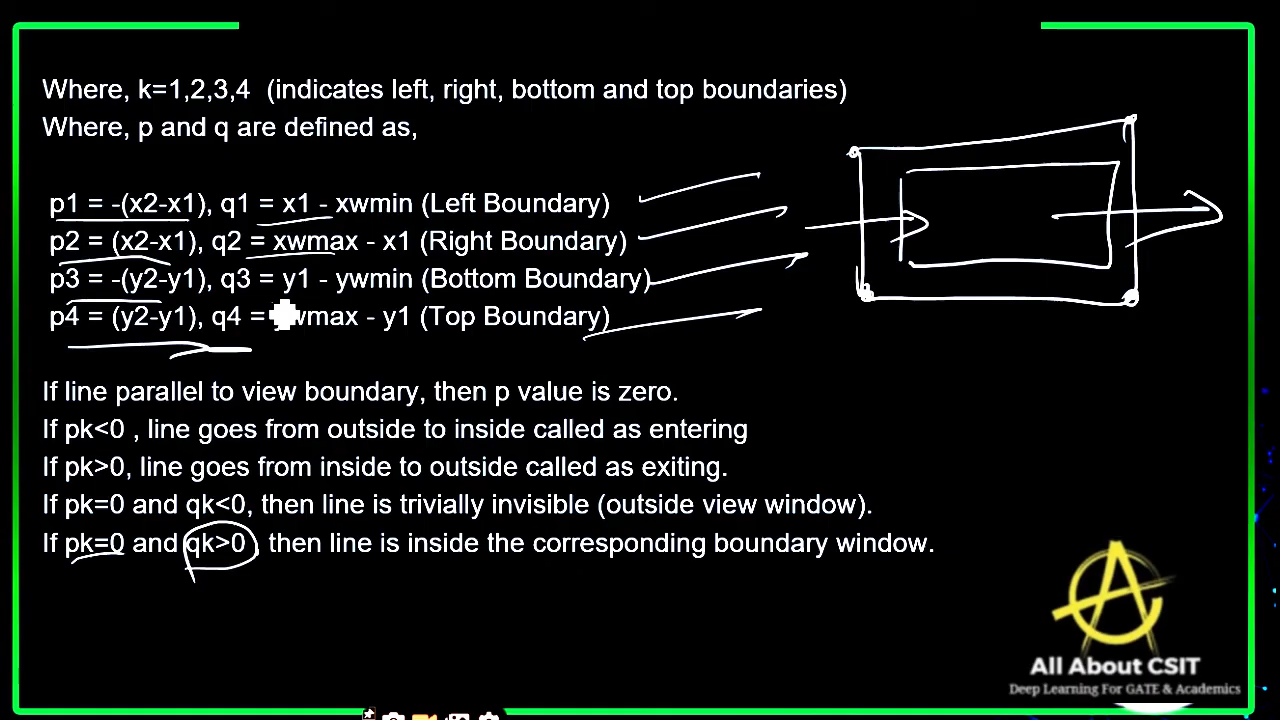 Where, k=1,2,3,4 (indicates left, right, bottom and top boundaries)
Where, p and q are defined as,
p1 = -(x2-x1), q1 = x1 - xwmin (Left Boundary)
p2 = (x2-x1), q2 = xwmax - x1 (Right Boundary)
p3 = -(y2-y1), q3 = y1 - ywmin (Bottom Boundary)
p4 = (y2-y1), q4 = - y1 (Top Boundary)
If line parallel to view boundary, then p value is zero.
If pk<0 , line goes from outside to inside called as entering
If pk>0, line goes from inside to outside called as exiting.
If pk=0 and qk<0, then line is trivially invisible (outside view window).
If pk=0 and qk>0 , then line is inside the corresponding boundary window.
All About CSIT
Deep Learning For GATE & Academics